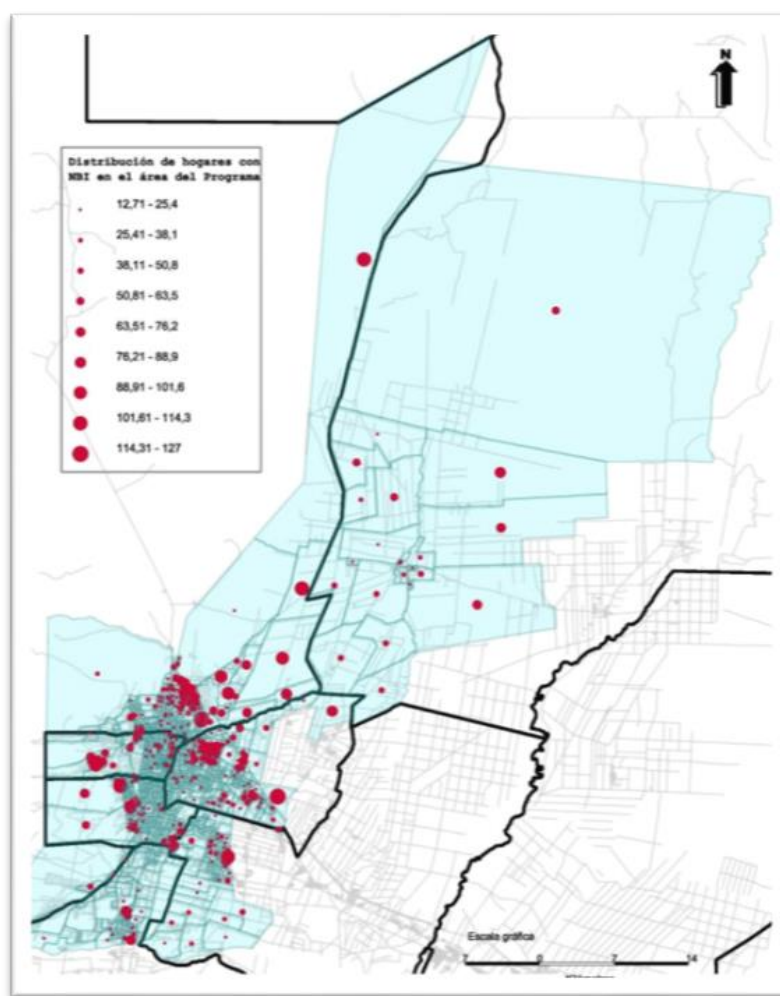 N
Distribución de hogares con
NBI en el área del Programa
12,71 - 25,4
25,41 - 38,1
38,11 - 50,8
50,81 - 63,5
63,51 - 76,2
76,21 - 88,9
88,91 - 101,6
101,61 - 114,3
114,31 - 127
Escala gráfica
7 0 7 14